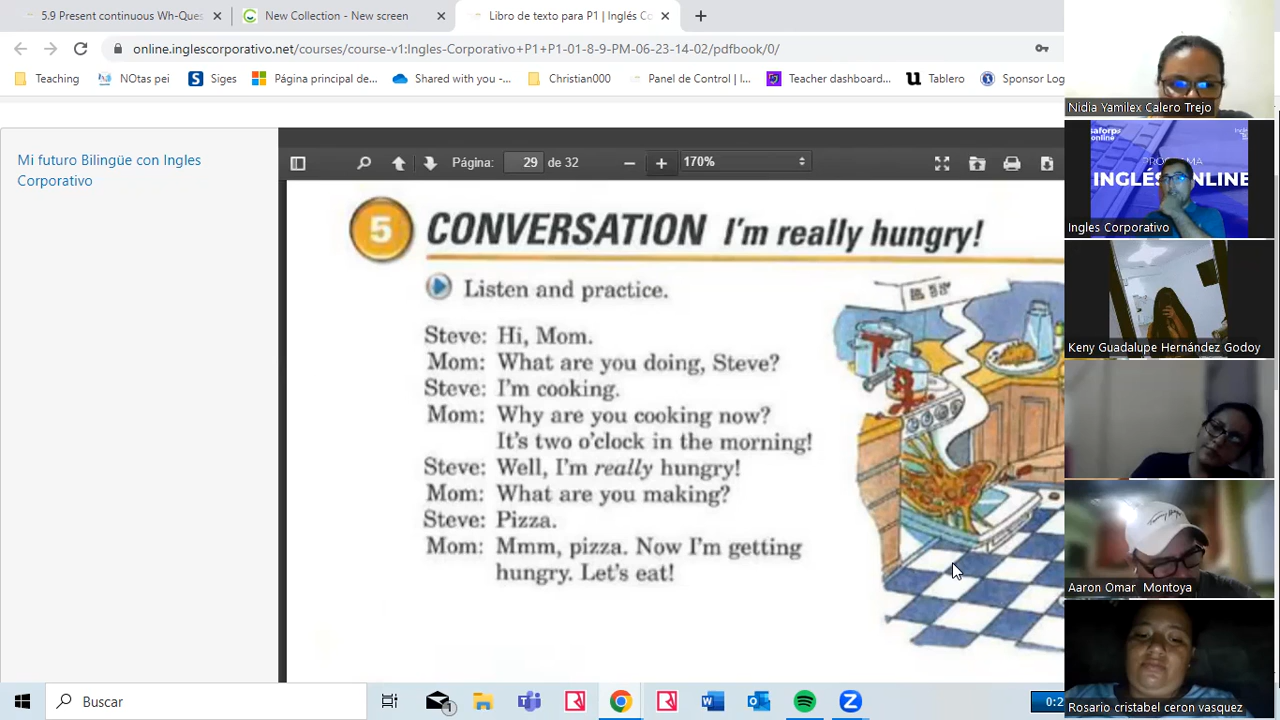 5.9 Present continuous Wh-Ques
New Collection - New screen
Libro de texto para P1 | Inglés Co
online.inglescorporativo.net/courses/course-v1:Ingles-Corporativo+P1+P1-01-8-9-PM-06-23-14-02/pdfbook/0/
Teaching
NOtas pei
Siges
Página principal de...
Shared with you -...
Christian000
Panel de Control | I...
Teacher dashboard...
Tablero
Sponsor Log
Mi futuro Bilingüe con Ingles
Corporativo
Página:
29
de 32
170%
5
CONVERSATION I'm really hungry!
Listen and practice.
Steve: Hi, Mom.
Mom: What are you doing, Steve?
Steve: I'm cooking.
Mom: Why are you cooking now?
It's two o'clock in the morning!
Steve: Well, I'm really hungry!
Mom: What are you making?
Steve: Pizza.
Mom: Mmm, pizza. Now I'm getting
hungry. Let's eat!
Nidia Yamilex Calero Trejo
saforp
online
PROGRAMA
INGLÉS ONLINE
Ingles Corporativo
Keny Guadalupe Hernández Godoy
Aaron Omar Montoya
Rosario cristabel ceron vasquez
Buscar
1
0:2